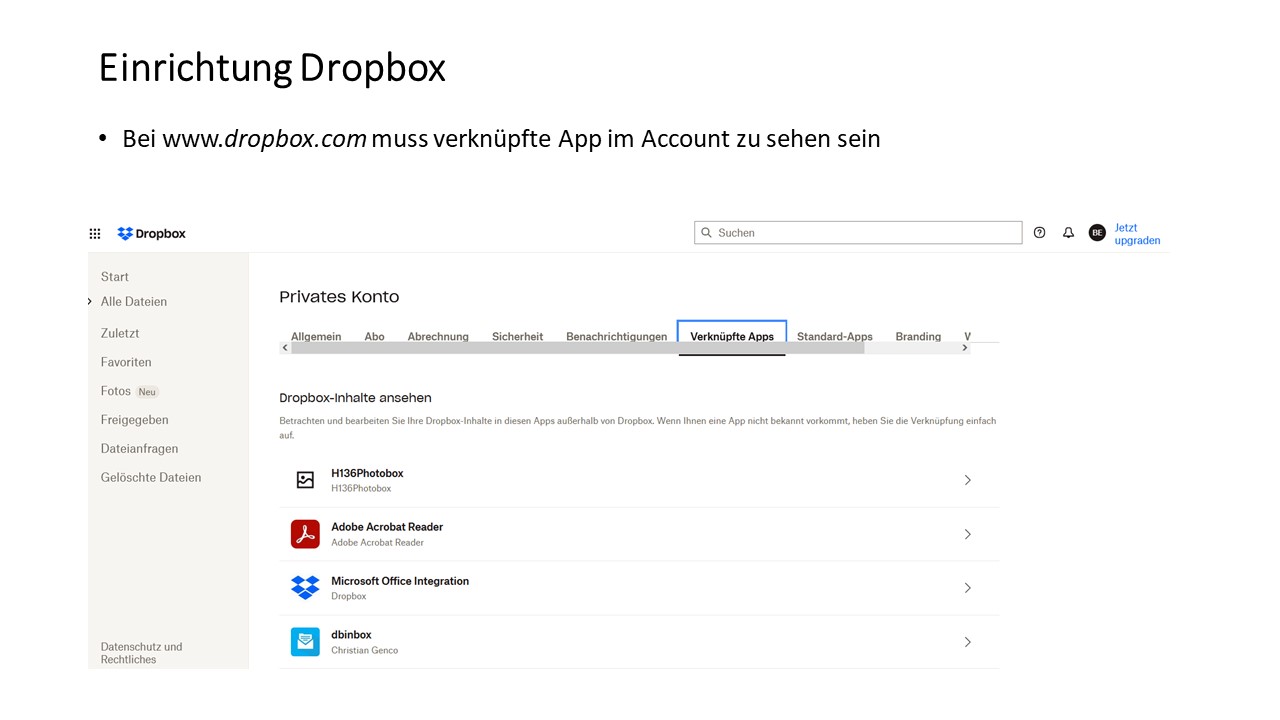 Einrichtung Dropbox
• Bei www.dropbox.com muss verknüpfte App im Account zu sehen sein
Dropbox
Suchen
BE
Jetzt
upgraden
Start
Alle Dateien
Zuletzt
Favoriten
Fotos Neu
Freigegeben
Dateianfragen
Gelöschte Dateien
Datenschutz und
Rechtliches
Privates Konto
Allgemein Abo Abrechnung Sicherheit Benachrichtigungen Verknüpfte Apps Standard-Apps Branding
Dropbox-Inhalte ansehen
Betrachten und bearbeiten Sie Ihre Dropbox-Inhalte in diesen Apps außerhalb von Dropbox. Wenn Ihnen eine App nicht bekannt vorkommt, heben Sie die Verknüpfung einfach
auf.
H136Photobox
H136Photobox
Adobe Acrobat Reader
Adobe Acrobat Reader
Microsoft Office Integration
Dropbox
dbinbox
Christian Genco